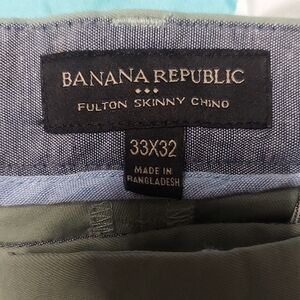 BANANA REPUBLIC
FULTON SKINNY CHINO
33X32
MADE IN
BANGLADESH